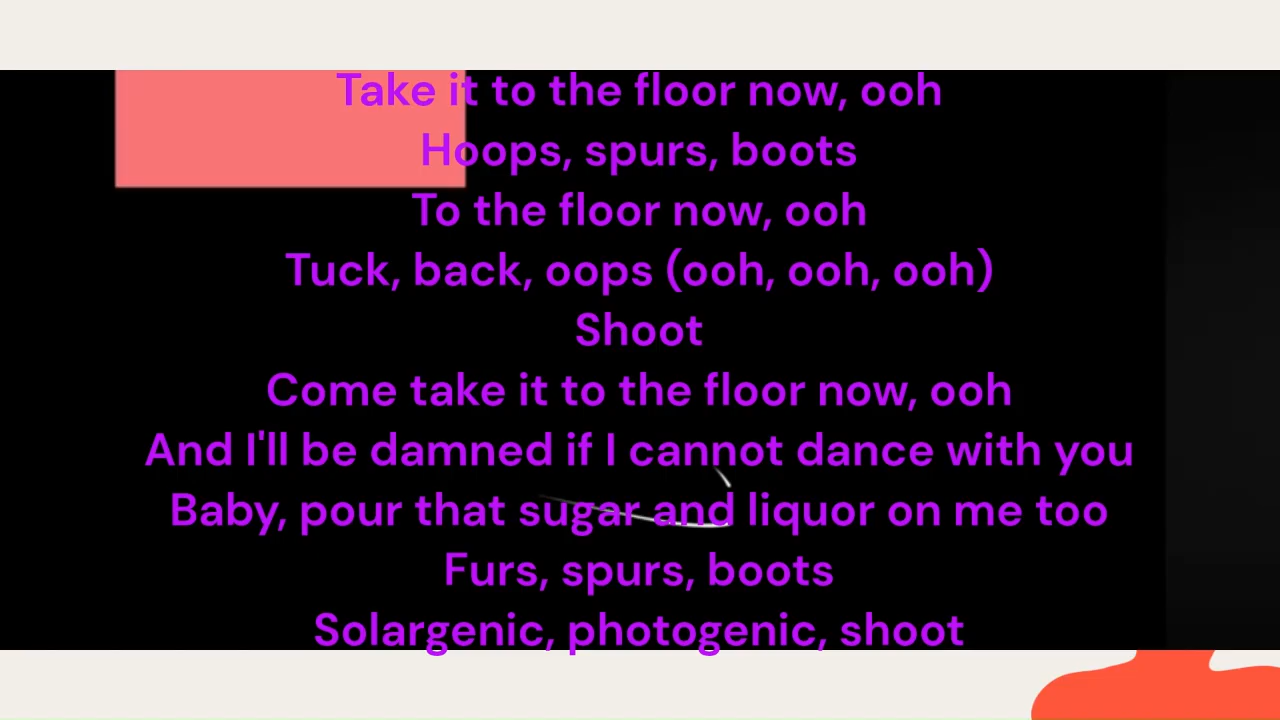 Take it to the floor now, ooh
Hoops, spurs, boots
To the floor now, ooh
Tuck, back, oops (ooh, ooh, ooh)
Shoot
Come take it to the floor now, ooh
And I'll be damned if I cannot dance with you
Baby, pour that sugar and liquor on me too
Furs, spurs, boots
Solargenic, photogenic, shoot